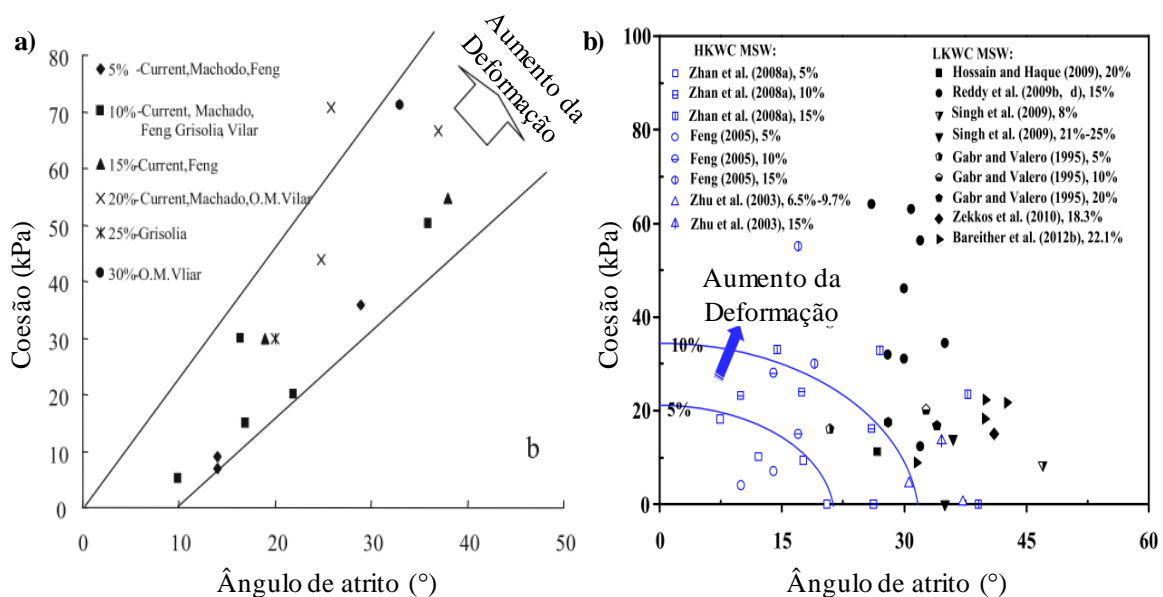 a)
Coesão (kPa)
80
70
60
50
40
30
20
10
0
5% -Current,Machodo,Feng
10%-Current, Machado,
Feng Grisolia, Vilar
15%-Current,Feng
20%-Current,Machado,O.M.Vilar
25%-Grisolia
30%-O.M.Vliar
Aumento da
Deformação
b
0
10
20
30
40
50
Ângulo de atrito (°)
b)
Coesão (kPa)
100
80
60
40
20
0
HKWC MSW:
Zhan et al. (2008a), 5%
Zhan et al. (2008a), 10%
Zhan et al. (2008a), 15%
Feng (2005), 5%
Feng (2005), 10%
Feng (2005), 15%
Zhu et al. (2003), 6.5%-9.7%
Zhu et al. (2003), 15%
LKWC MSW:
Hossain and Haque (2009), 20%
Reddy et al. (2009b, d), 15%
Singh et al. (2009), 8%
Singh et al. (2009), 21%-25%
Gabr and Valero (1995), 5%
Gabr and Valero (1995), 10%
Gabr and Valero (1995), 20%
Zekkos et al. (2010), 18.3%
Bareither et al. (2012b), 22.1%
Aumento da
Deformação
10%
5%
0
15
30
45
60
Ângulo de atrito (°)